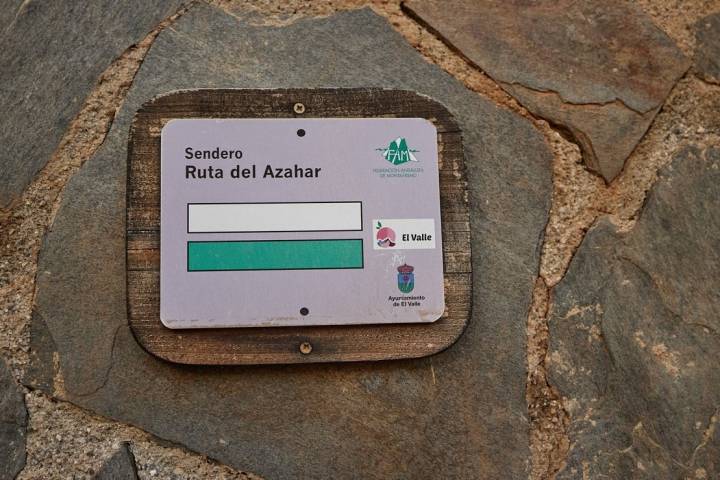 Sendero
Ruta del Azahar
FAM
FEDERACIÓN ANDALUZA
DE MONTAÑISMO
El Valle
Ayuntamiento
de El Valle